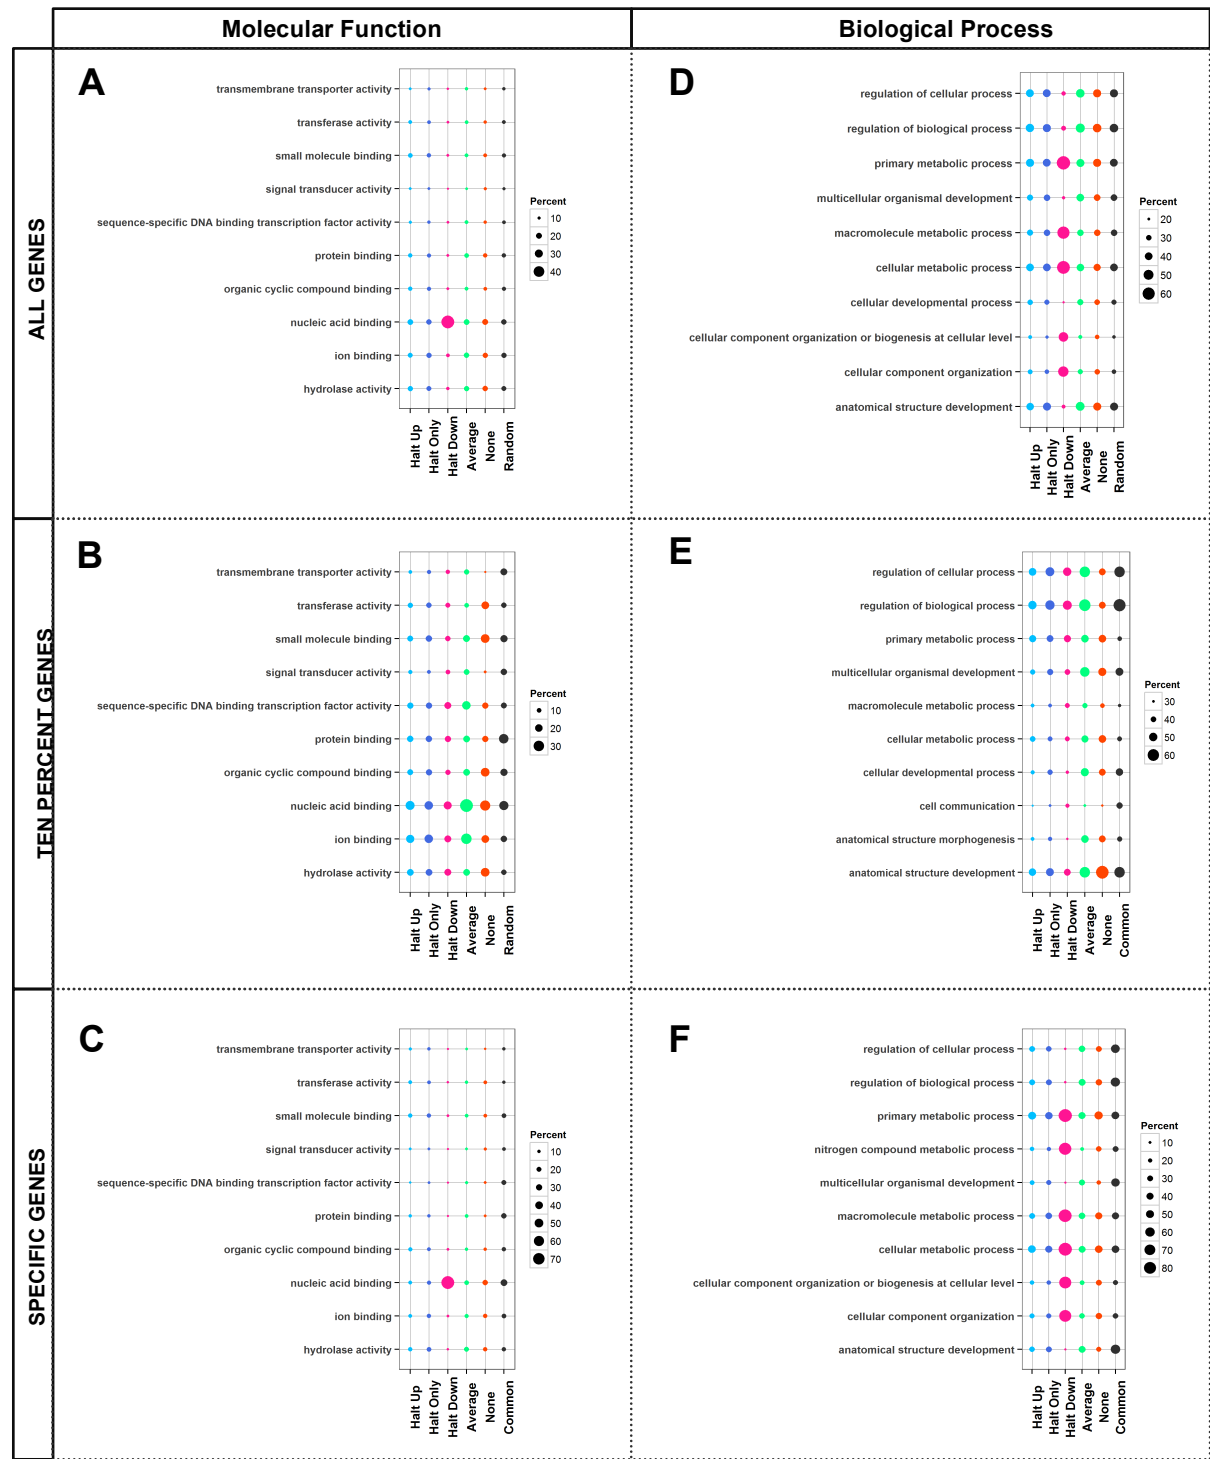 Molecular Function
Biological Process
ALL GENES
A
transmembrane transporter activity
transferase activity
small molecule binding
signal transducer activity
sequence-specific DNA binding transcription factor activity
protein binding
organic cyclic compound binding
nucleic acid binding
ion binding
hydrolase activity
Halt Up
Halt Only
Halt Down
Average
None
Random
Percent
10
20
30
40
D
regulation of cellular process
regulation of biological process
primary metabolic process
multicellular organismal development
macromolecule metabolic process
cellular metabolic process
cellular developmental process
cellular component organization or biogenesis at cellular level
cellular component organization
anatomical structure development
Halt Up
Halt Only
Halt Down
Average
None
Random
Percent
20
30
40
50
60
TEN PERCENT GENES
B
transmembrane transporter activity
transferase activity
small molecule binding
signal transducer activity
sequence-specific DNA binding transcription factor activity
protein binding
organic cyclic compound binding
nucleic acid binding
ion binding
hydrolase activity
Halt Up
Halt Only
Halt Down
Average
None
Random
Percent
10
20
30
E
regulation of cellular process
regulation of biological process
primary metabolic process
multicellular organismal development
macromolecule metabolic process
cellular metabolic process
cellular developmental process
cell communication
anatomical structure morphogenesis
anatomical structure development
Halt Up
Halt Only
Halt Down
Average
None
Common
Percent
30
40
50
60
SPECIFIC GENES
C
transmembrane transporter activity
transferase activity
small molecule binding
signal transducer activity
sequence-specific DNA binding transcription factor activity
protein binding
organic cyclic compound binding
nucleic acid binding
ion binding
hydrolase activity
Halt Up
Halt Only
Halt Down
Average
None
Common
Percent
10
20
30
40
50
60
70
F
regulation of cellular process
regulation of biological process
primary metabolic process
nitrogen compound metabolic process
multicellular organismal development
macromolecule metabolic process
cellular metabolic process
cellular component organization or biogenesis at cellular level
cellular component organization
anatomical structure development
Halt Up
Halt Only
Halt Down
Average
None
Common
Percent
10
20
30
40
50
60
70
80